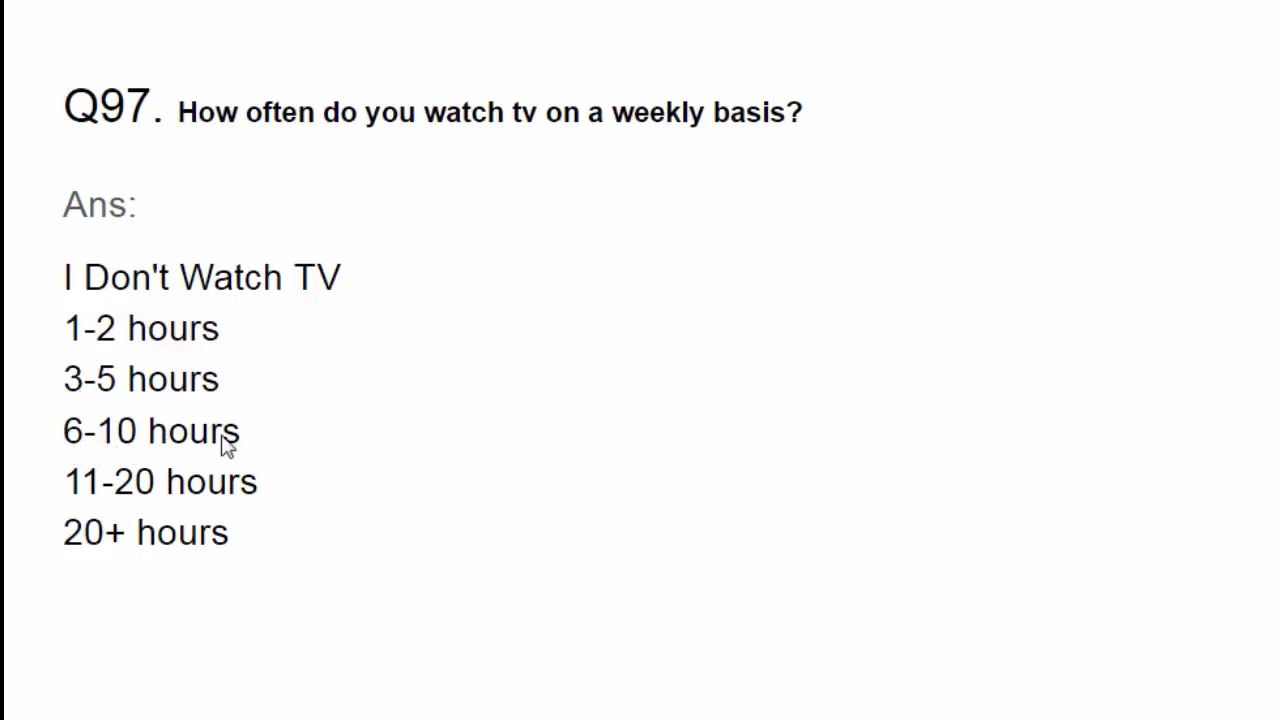 Q97. How often do you watch tv on a weekly basis?
Ans:
I Don't Watch TV
1-2 hours
3-5 hours
6-10 hours
11-20 hours
20+ hours